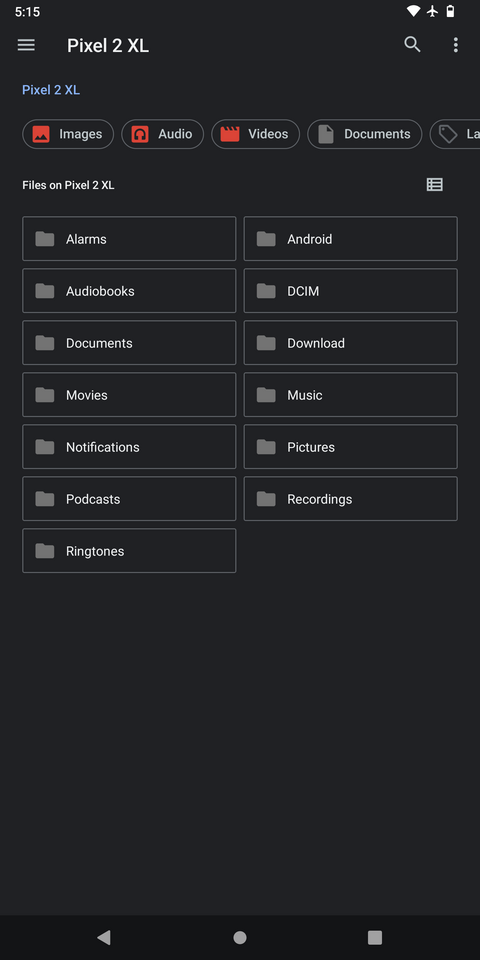 5:15
Pixel 2 XL
Pixel 2 XL
Images Audio Videos Documents La
Files on Pixel 2 XL
Alarms Android
Audiobooks DCIM
Documents Download
Movies Music
Notifications Pictures
Podcasts Recordings
Ringtones